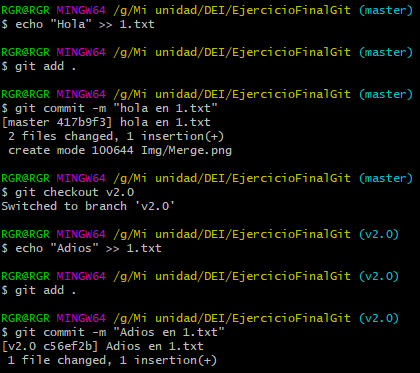 RGR@RGR MINGW64 /g/Mi unidad/DEI/EjercicioFinalGit (master)
$ echo "Hola" >> 1.txt
RGR@RGR MINGW64 /g/Mi unidad/DEI/EjercicioFinalGit (master)
$ git add .
RGR@RGR MINGW64 /g/Mi unidad/DEI/EjercicioFinalGit (master)
$ git commit -m "hola en 1.txt"
[master 417b9f3] hola en 1.txt
 2 files changed, 1 insertion(+)
 create mode 100644 Img/Merge.png
RGR@RGR MINGW64 /g/Mi unidad/DEI/EjercicioFinalGit (master)
$ git checkout v2.0
Switched to branch 'v2.0'
RGR@RGR MINGW64 /g/Mi unidad/DEI/EjercicioFinalGit (v2.0)
$ echo "Adios" >> 1.txt
RGR@RGR MINGW64 /g/Mi unidad/DEI/EjercicioFinalGit (v2.0)
$ git add .
RGR@RGR MINGW64 /g/Mi unidad/DEI/EjercicioFinalGit (v2.0)
$ git commit -m "Adios en 1.txt"
[v2.0 c56ef2b] Adios en 1.txt
 1 file changed, 1 insertion(+)